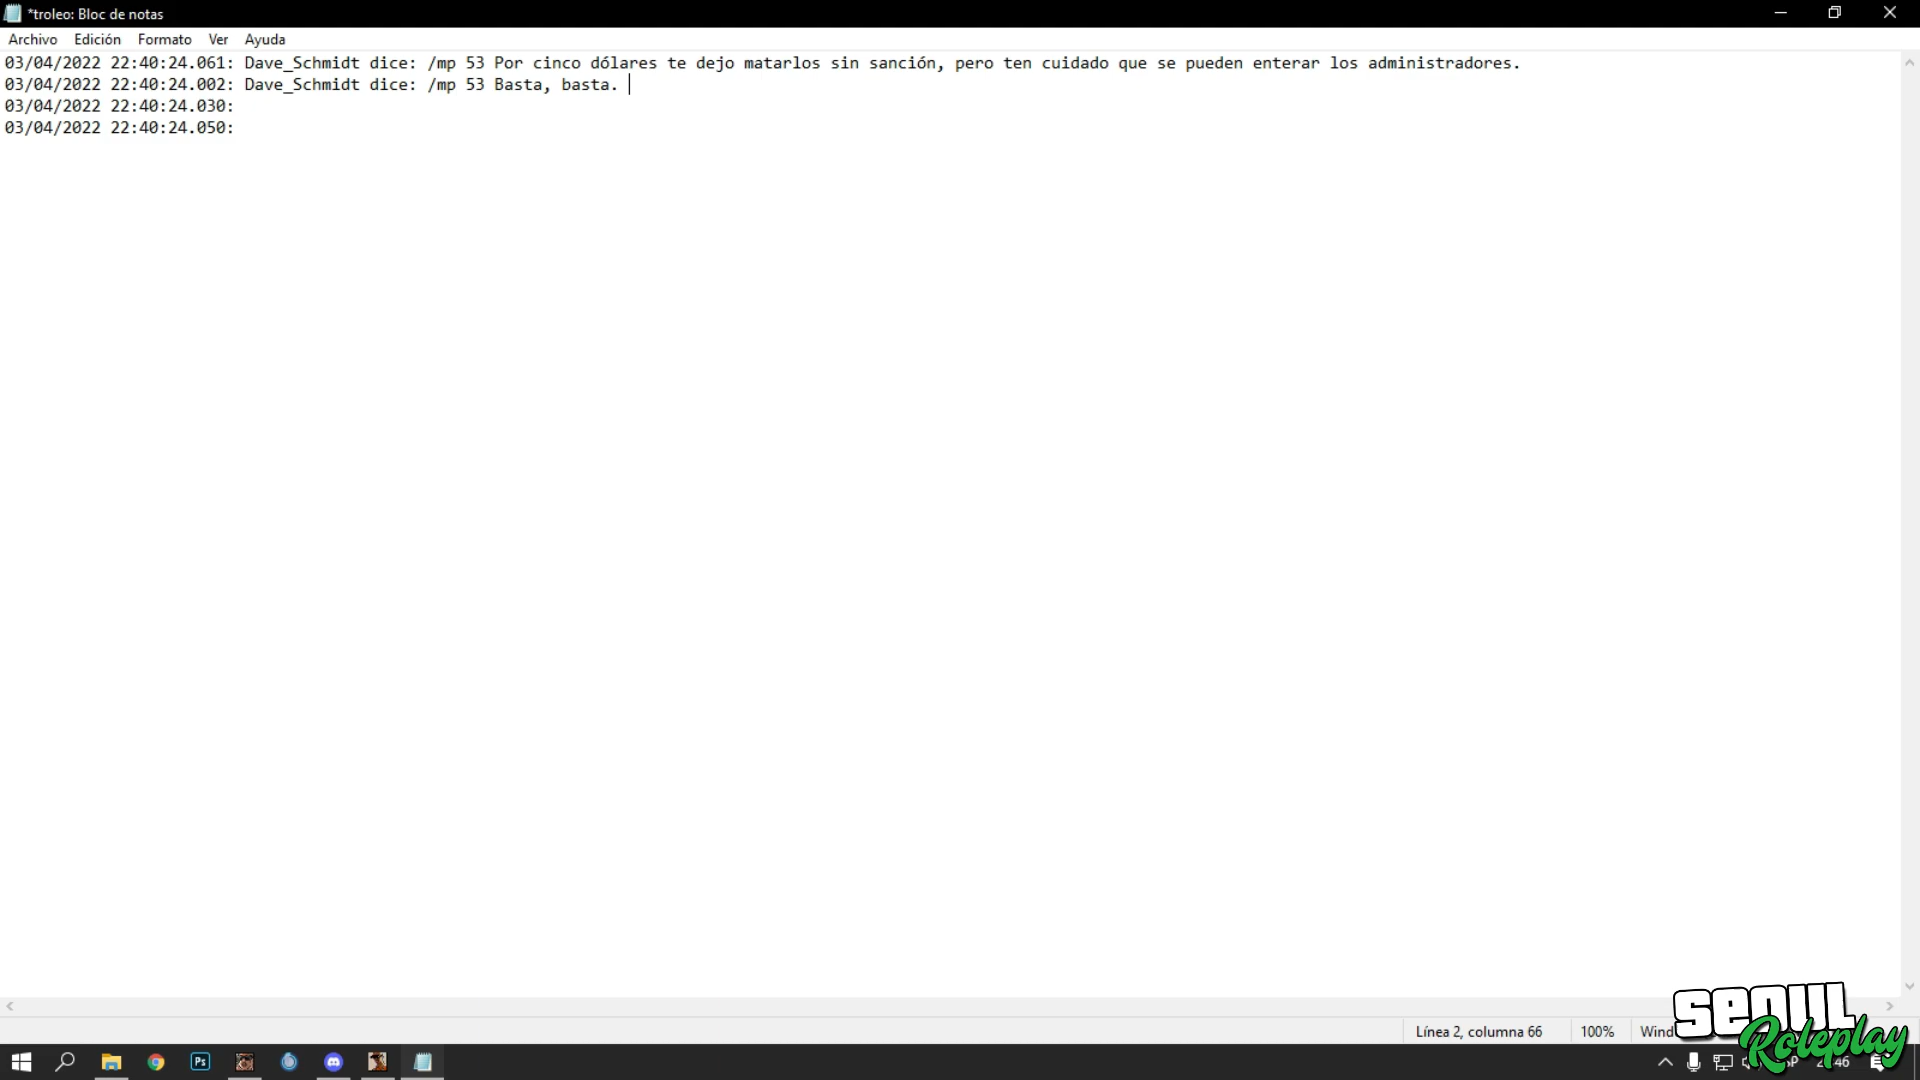 *troleo: Bloc de notas
Archivo Edición Formato Ver Ayuda
03/04/2022 22:40:24.061: Dave_Schmidt dice: /mp 53 Por cinco dólares te dejo matarlos sin sanción, pero ten cuidado que se pueden enterar los administradores.
03/04/2022 22:40:24.002: Dave_Schmidt dice: /mp 53 Basta, basta.
03/04/2022 22:40:24.030:
03/04/2022 22:40:24.050:
Línea 2, columna 66 100% Wind
Seoul
Roleplay
Ps